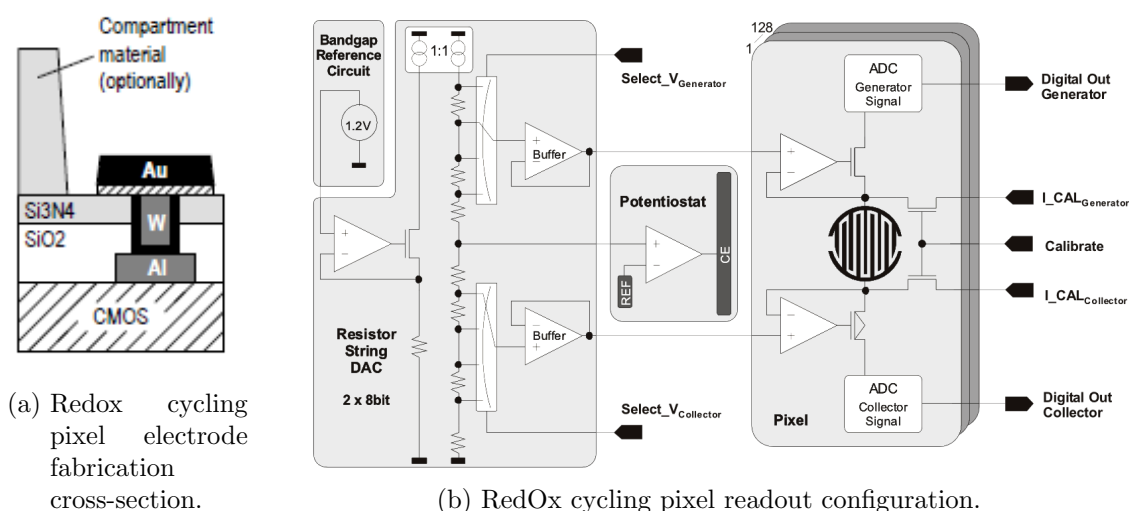 Compartment
material
(optionally)
Au
Si3N4
W
SiO2
Al
CMOS
(a) Redox cycling
pixel electrode
fabrication
cross-section.
Bandgap
Reference
Circuit
1.2V
1:1
Select_VGenerator
+
−
Buffer
+
−
Resistor
String
DAC
2 x 8bit
Potentiostat
+
−
REF
CE
−
+
Buffer
Select_VCollector
128
1
ADC
Generator
Signal
Digital Out
Generator
+
−
I_CALGenerator
Calibrate
I_CALCollector
−
+
ADC
Collector
Signal
Digital Out
Collector
Pixel
(b) RedOx cycling pixel readout configuration.